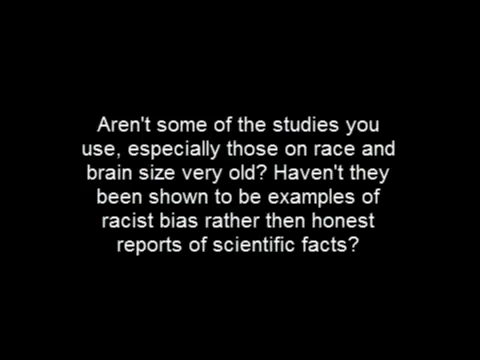 Aren't some of the studies you
use, especially those on race and
brain size very old? Haven't they
been shown to be examples of
racist bias rather then honest
reports of scientific facts?